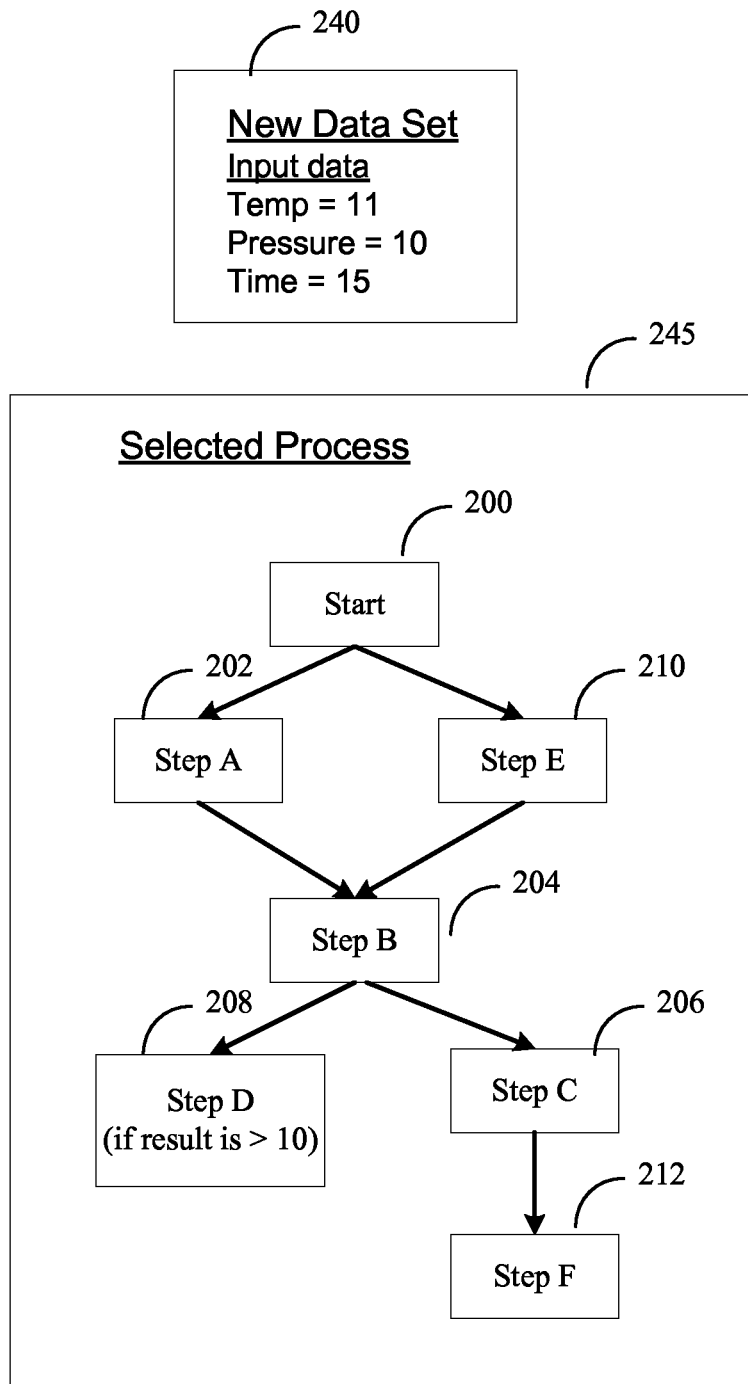 240
New Data Set
Input data
Temp = 11
Pressure = 10
Time = 15
245
Selected Process
200
Start
202
210
Step A
Step E
204
Step B
208
206
Step D
(if result is > 10)
Step C
212
Step F